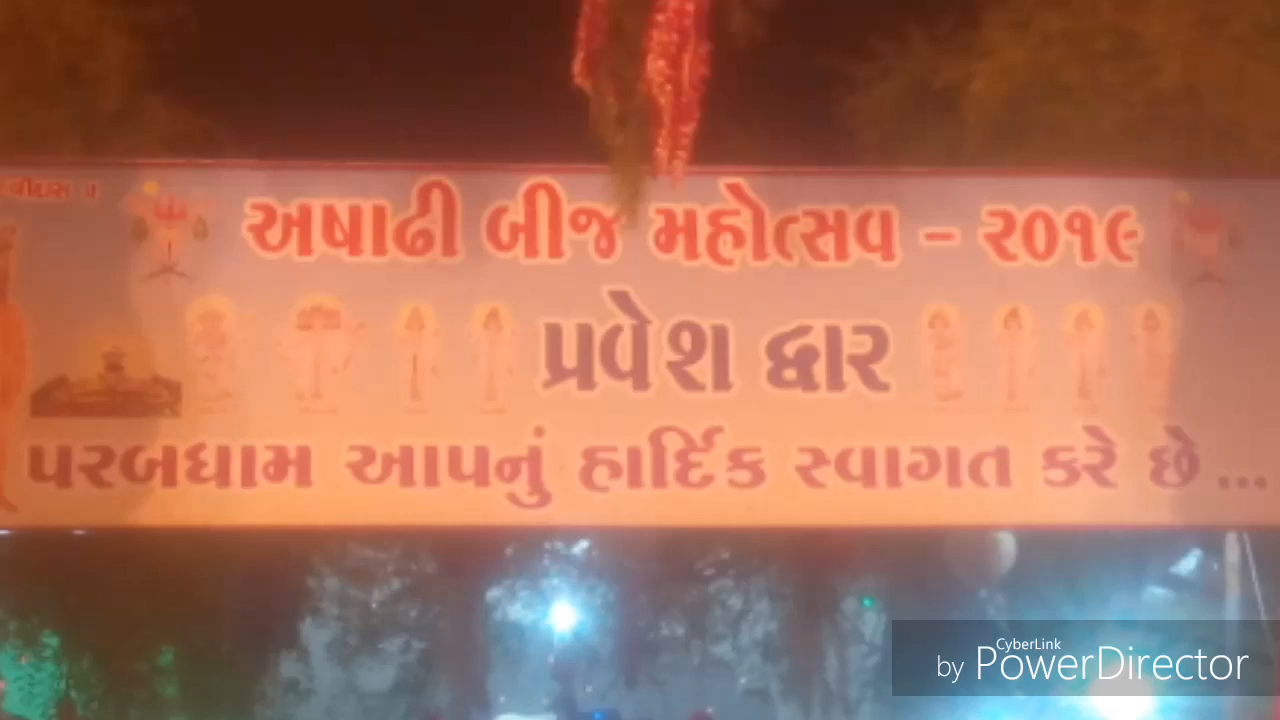 અષાઢી બીજ મહોત્સવ - ૨૦૧૯
પ્રવેશ દ્વાર
પરબધામ આપનું હાર્દિક સ્વાગત કરે છે ...
CyberLink
by PowerDirector